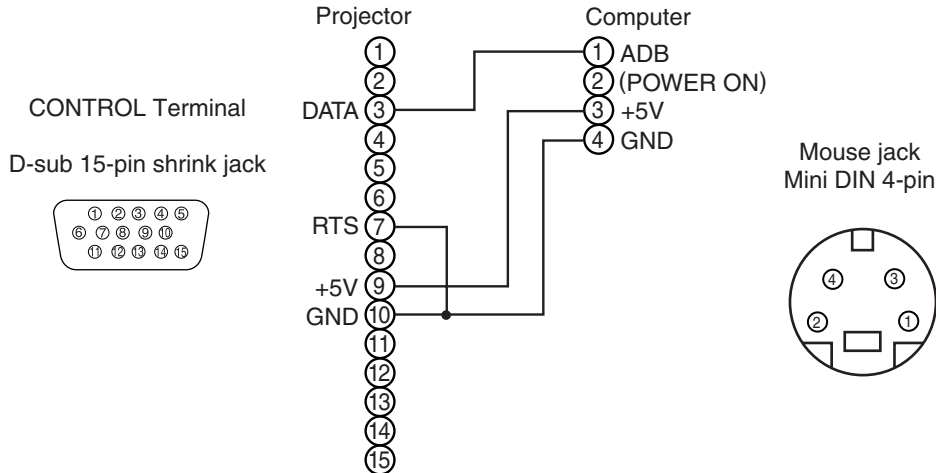 Projector
Computer
CONTROL Terminal
D-sub 15-pin shrink jack
① ② ③ ④ ⑤
⑥ ⑦ ⑧ ⑨ ⑩
⑪ ⑫ ⑬ ⑭ ⑮
①
②
DATA ③
④
⑤
⑥
RTS ⑦
⑧
+5V ⑨
GND ⑩
⑪
⑫
⑬
⑭
⑮
① ADB
② (POWER ON)
③ +5V
④ GND
Mouse jack
Mini DIN 4-pin
④ ③
② ①